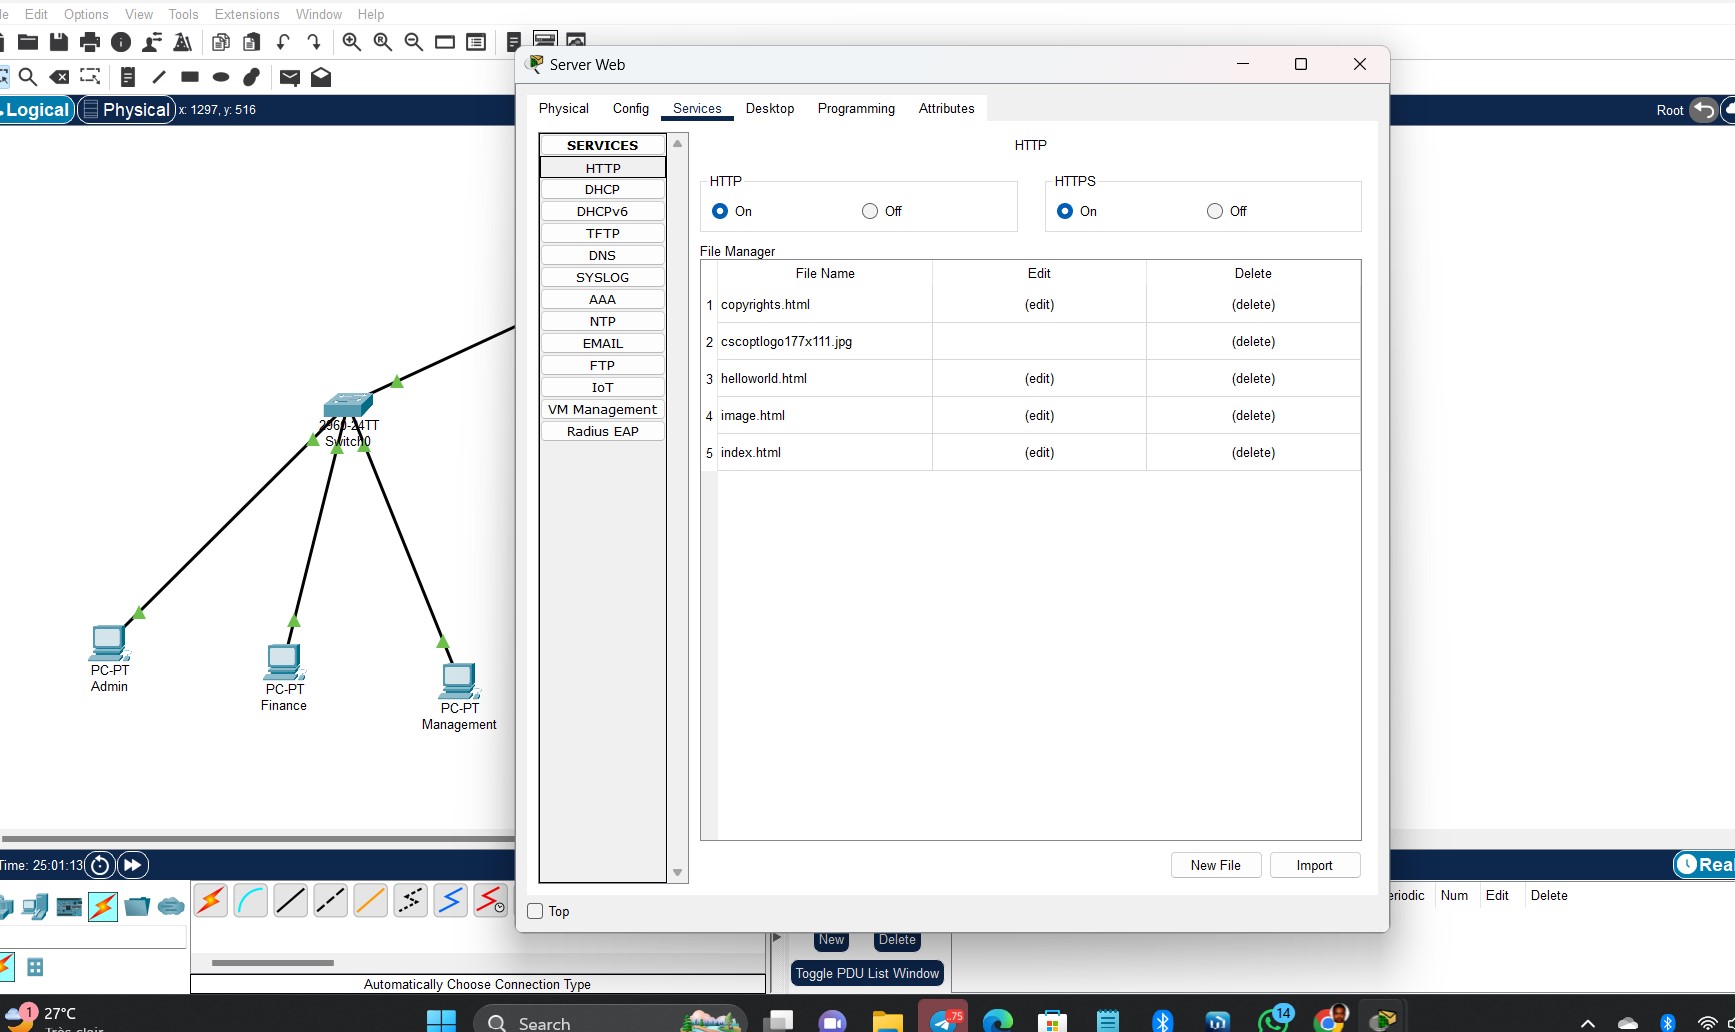 Edit Options View Tools Extensions Window Help
Logical Physical x: 1297, y: 516
Root
Server Web
Physical Config Services Desktop Programming Attributes
SERVICES
HTTP
DHCP
DHCPv6
TFTP
DNS
SYSLOG
AAA
NTP
EMAIL
FTP
IoT
VM Management
Radius EAP
HTTP
HTTP
On Off
HTTPS
On Off
File Manager
File Name Edit Delete
1 copyrights.html (edit) (delete)
2 cscoptlogo177x111.jpg (delete)
3 helloworld.html (edit) (delete)
4 image.html (edit) (delete)
5 index.html (edit) (delete)
New File Import
Top
2960-24TT
Switch0
PC-PT
Admin
PC-PT
Finance
PC-PT
Management
Time: 25:01:13
Real
eriodic Num Edit Delete
New Delete
Toggle PDU List Window
Automatically Choose Connection Type
1
27°C
Très clair
Search
75
14